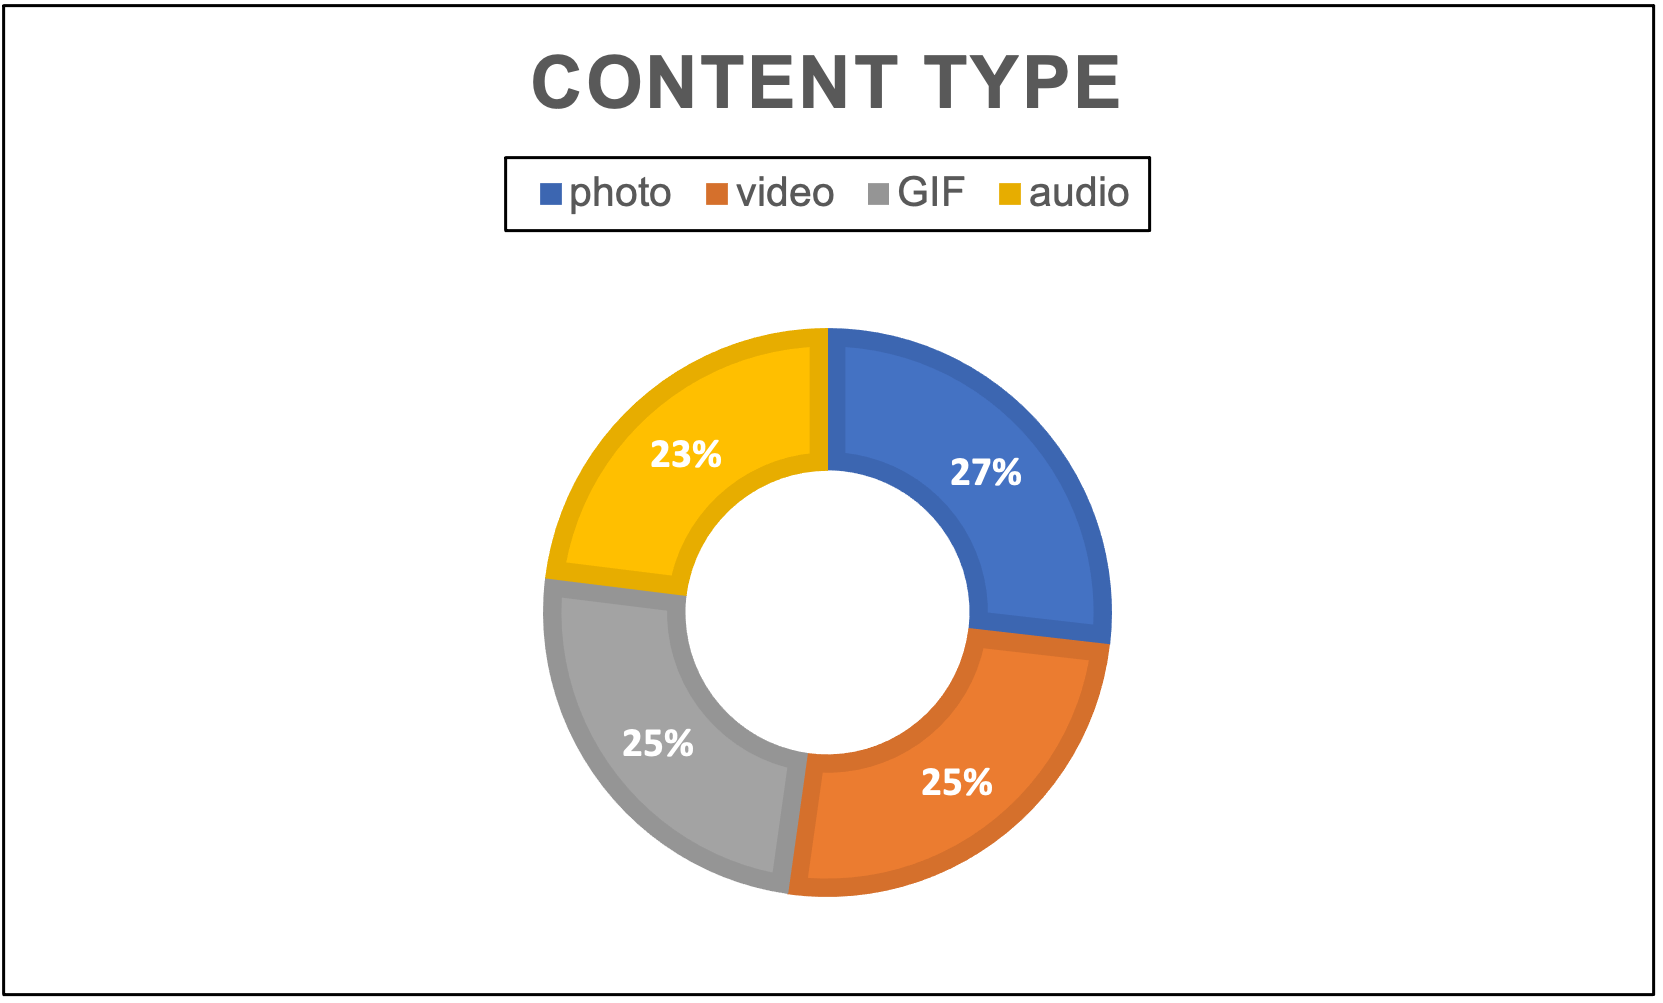 CONTENT TYPE
photo video GIF audio
23%
27%
25%
25%